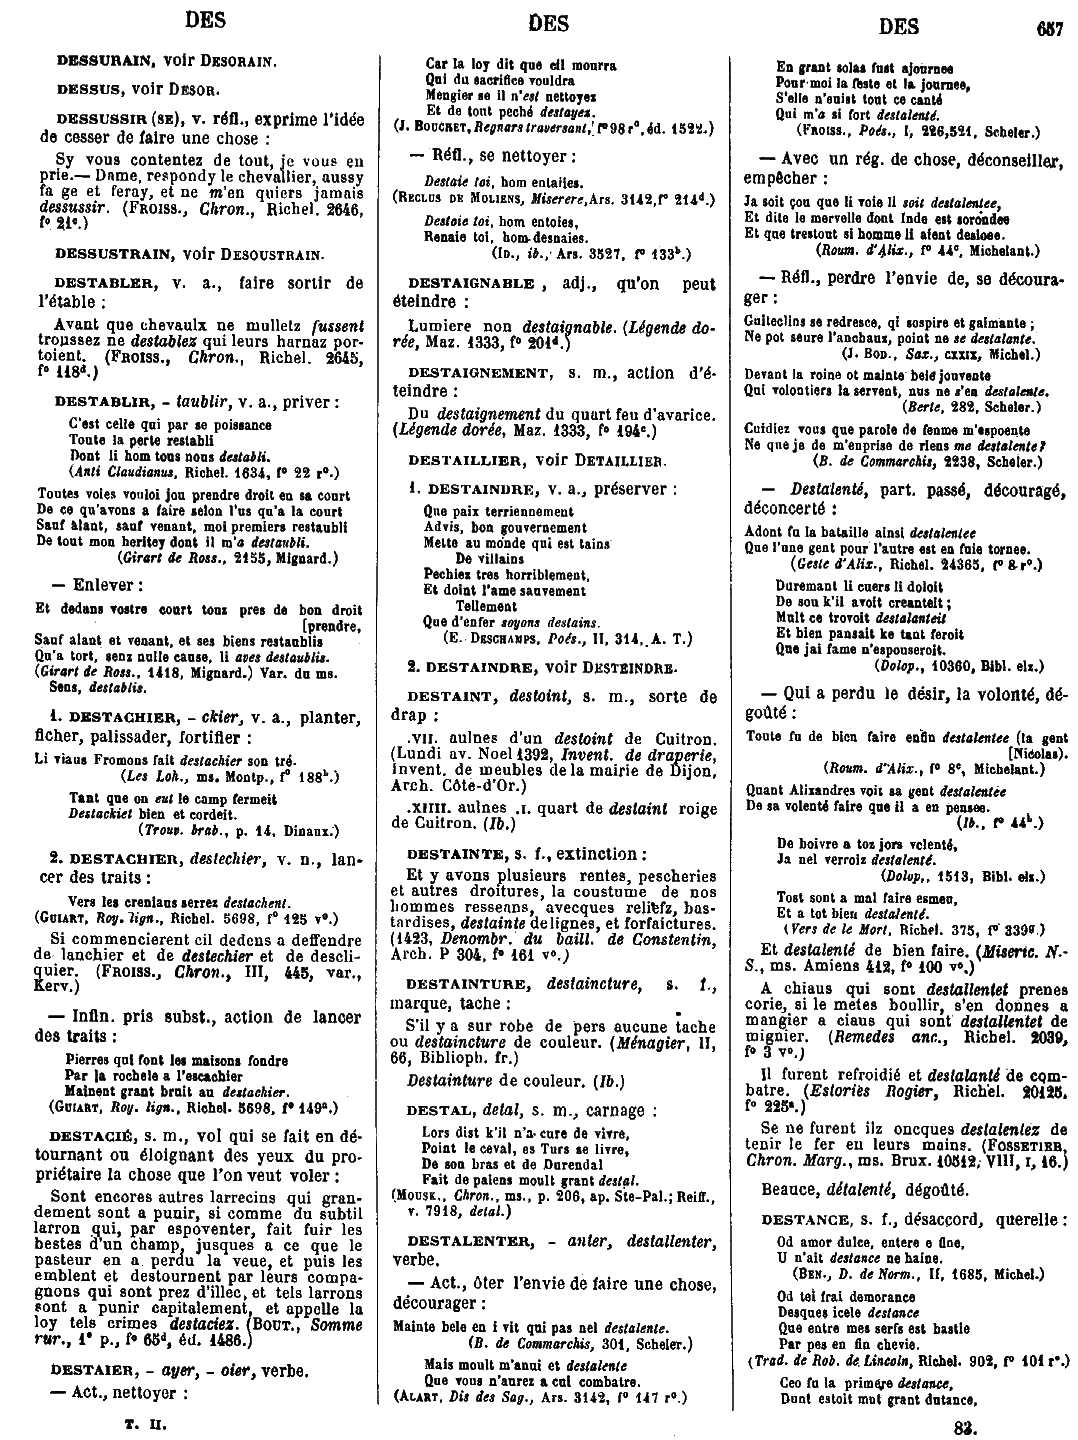 DES
DES
DES
657
DESSURAIN, voir DESORAIN.
DESSUS, voir DESOR.
DESSUSSIR (SE), v. réfl., exprime l'idée
de cesser de faire une chose :
Sy vous contentez de tout, je vous en
prie.— Dame, respondy le chevallier, aussy
fa ge et feray, et ne m'en quiers jamais
dessussir. (FROISS., Chron., Richel. 2646,
f° 21c.)
DESSUSTRAIN, voir DESOUSTRAIN.
DESTABLER, v. a., faire sortir de
l'étable :
Avant que chevaulx ne mulletz fussent
troussez ne destablez qui leurs harnaz por-
toient. (FROISS., Chron., Richel. 2645,
f° 118d.)
DESTABLIR, - taublir, v. a., priver :
C'est celle qui par se poissance
Toute la perte restabli
Dont li hom tous nous destabli.
(Anti Claudianus, Richel. 1634, f° 22 r°.)
Toutes voies vouloi jou prendre droit en sa court
De ce qu'avons a faire selon l'us qu'a la court
Sauf alant, sauf venant, moi premiers restaubli
De tout mon heritey dont il m'a destaubli.
(Girart de Ross., 2155, Mignard.)
— Enlever :
Et dedans vostre court tous pres de bon droit
[prendre,
Sauf alant et venant, et ses biens restaublis
Qu'a tort, senz nulle cause, li aves destaublis.
(Girart de Ross., 1418, Mignard.) Var. du ms.
Sens, destablis.
1. DESTACHIER, - ckier, v. a., planter,
ficher, palissader, fortifier :
Li viaus Fromons fait destachier son tré.
(Les Loh., ms. Montp., f° 188b.)
Tant que on eut le camp fermeit
Destackiet bien et cordeit.
(Trouv. brab., p. 14, Dinaux.)
2. DESTACHIER, destechier, v. n., lan-
cer des traits :
Vers les creniaus serrez destachent.
(GUIART, Roy. lign., Richel. 5698, f° 125 v°.)
Si commencierent cil dedens a deffendre
de lanchier et de destechier et de descli-
quier. (FROISS., Chron., III, 445, var.,
Kerv.)
— Infin. pris subst., action de lancer
des traits :
Pierres qui font les maisons fondre
Par la rochele a l'escachier
Mainent grant bruit au destachier.
(GUIART, Roy. lign., Richel. 5698, f° 149a.)
DESTACIÉ, s. m., vol qui se fait en dé-
tournant ou éloignant des yeux du pro-
priétaire la chose que l'on veut voler :
Sont encores autres larrecins qui gran-
dement sont a punir, si comme du subtil
larron qui, par espoventer, fait fuir les
bestes d'un champ, jusques a ce que le
pasteur en a perdu la veue, et puis les
emblent et destournent par leurs compa-
gnons qui sont prez d'illec, et tels larrons
sont a punir capitalement, et appelle la
loy tels crimes destaciez. (BOUT., Somme
rur., 1e p., f° 65d, éd. 1486.)
DESTAIER, - ayer, - oier, verbe.
— Act., nettoyer :
T. II.
Car la loy dit que cil mourra
Qui du sacrifice vouldra
Mengier se il n'est nettoyez
Et de tout peché destayez.
(J. BOUCHET, Regnars traversant, f° 98 r°, éd. 1522.)
— Réfl., se nettoyer :
Destaie toi, hom entaiies.
(RECLUS DE MOLIENS, Miserere, Ars. 3142, f° 214d.)
Destoie toi, hom entoies,
Renaie toi, hom desnaies.
(ID., ib., Ars. 3527, f° 133b.)
DESTAIGNABLE, adj., qu'on peut
éteindre :
Lumiere non destaignable. (Légende do-
rée, Maz. 1333, f° 201d.)
DESTAIGNEMENT, s. m., action d'é-
teindre :
Du destaignement du quart feu d'avarice.
(Légende dorée, Maz. 1333, f° 194c.)
DESTAILLIER, voir DETAILLIER.
1. DESTAINDRE, v. a., préserver :
Que paix terriennement
Advis, bon gouvernement
Mette au monde qui est tains
De villains
Pechiez tres horriblement,
Et doint l'ame sauvement
Tellement
Que d'enfer soyons destains.
(E. DESCHAMPS, Poés., II, 314, A. T.)
2. DESTAINDRE, voir DESTEINDRE.
DESTAINT, destoint, s. m., sorte de
drap :
.VII. aulnes d'un destoint de Cuitron.
(Lundi av. Noel 1392, Invent. de draperie,
Invent. de meubles de la mairie de Dijon,
Arch. Côte-d'Or.)
.XIIII. aulnes .I. quart de destaint roige
de Cuitron. (Ib.)
DESTAINTE, s. f., extinction :
Et y avons plusieurs rentes, pescheries
et autres droitures, la coustume de nos
hommes resseans, avecques reliefz, bas-
tardises, destainte de lignes, et forfaictures.
(1423, Denombr. du baill. de Constentin,
Arch. P 304, f° 161 v°.)
DESTAINTURE, destaincture, s. f.,
marque, tache :
S'il y a sur robe de pers aucune tache
ou destaincture de couleur. (Ménagier, II,
66, Biblioph. fr.)
Destainture de couleur. (Ib.)
DESTAL, detal, s. m., carnage :
Lors dist k'il n'a cure de vivre,
Point le ceval, es Turs se livre,
De son bras et de Durendal
Fait de paiens moult grant destal.
(MOUSK., Chron., ms., p. 206, ap. Ste-Pal.; Reiff.,
v. 7918, detal.)
DESTALENTER, - anter, destallenter,
verbe.
— Act., ôter l'envie de faire une chose,
décourager :
Mainte bele en i vit qui pas nel destalente.
(B. de Commarchis, 301, Scheler.)
Mais moult m'anui et destalente
Que vous n'aurez a cui combatre.
(ALART, Dis des Sag., Ars. 3142, f° 147 r°.)
En grant solas fust ajournee
Pour moi la feste et la journee,
S'elle n'euist tout ce canté
Qui m'a si fort destalenté.
(FROISS., Poés., I, 226,521, Scheler.)
— Avec un rég. de chose, déconseiller,
empêcher :
Ja soit çou que li voie li soit destalentee,
Et dite le mervelle dont Inde est sorondee
Et que trestout si homme li aient desloee.
(Roum. d'Alix., f° 44c, Michelant.)
— Réfl., perdre l'envie de, se découra-
ger :
Guiteclins se redresce, qi sospire et gaimante ;
Ne pot seure l'anchaus, point ne se destalante.
(J. BOD., Sax., CXXIX, Michel.)
Devant la roine ot mainte bele jouvente
Qui volontiers la servent, nus ne s'en destalente.
(Berte, 282, Scheler.)
Cuidiez vous que parole de fenme m'espoente
Ne que je de m'enprise de riens me destalente?
(B. de Commarchis, 2238, Scheler.)
— Destalenté, part. passé, découragé,
déconcerté :
Adont fu la bataille ainsi destalentee
Que l'une gent pour l'autre est en fuie tornee.
(Geste d'Alix., Richel. 24365, f° 8 r°.)
Durement li cuers li doloit
De sou k'il avoit creanteit ;
Mult ce trovoit destalanteit
Et bien pansait ke tant feroit
Que jai fame n'espouseroit.
(Dolop., 10360, Bibl. elz.)
— Qui a perdu le désir, la volonté, dé-
goûté :
Toute fu de bien faire enfin destalentee (la gent
[Nicolas).
(Roum. d'Alix., f° 8c, Michelant.)
Quant Alixandres voit sa gent destalentée
De sa volenté faire que il a en pensee.
(Ib., f° 44b.)
De boivre a toz jors velenté,
Ja nel verroiz destalenté.
(Dolop., 1513, Bibl. elz.)
Tost sont a mal faire esmeu,
Et a tot bien destalenté.
(Vers de le Mort, Richel. 375, f° 339g.)
Et destalenté de bien faire. (Miseric. N.-
S., ms. Amiens 412, f° 100 v°.)
A chiaus qui sont destallentet prenes
corie, si le metes boullir, s'en donnes a
mangier a ciaus qui sont destallentet de
mignier. (Remedes anc., Richel. 2039,
f° 3 v°.)
Il furent refroidié et destalanté de com-
batre. (Estories Rogier, Richel. 20125,
f° 225a.)
Se ne furent ilz oncques destalentez de
tenir le fer en leurs mains. (FOSSETIER,
Chron. Marg., ms. Brux. 10512, VIII, I, 16.)
Beauce, détalenté, dégoûté.
DESTANCE, s. f., désaccord, querelle :
Od amor dulce, entere e fine,
U n'ait destance ne haine.
(BEN., D. de Norm., II, 1685, Michel.)
Od tei frai demorance
Desques icele destance
Que entre mes serfs est bastie
Par pes en fin chevie.
(Trad. de Rob. de Lincoln, Richel. 902, f° 101 r°.)
Ceo fu la primere destance,
Dunt estoit mut grant dutance,
83.